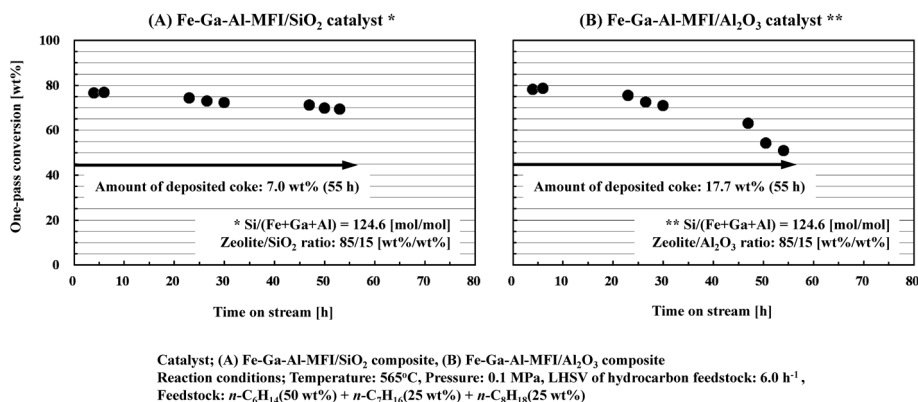 (A) Fe-Ga-Al-MFI/SiO₂ catalyst *
(B) Fe-Ga-Al-MFI/Al₂O₃ catalyst **
One-pass conversion [wt%]
100
80
60
40
20
0
Amount of deposited coke: 7.0 wt% (55 h)
* Si/(Fe+Ga+Al) = 124.6 [mol/mol]
Zeolite/SiO₂ ratio: 85/15 [wt%/wt%]
0 10 20 30 40 50 60 70 80
Time on stream [h]
Amount of deposited coke: 17.7 wt% (55 h)
** Si/(Fe+Ga+Al) = 124.6 [mol/mol]
Zeolite/Al₂O₃ ratio: 85/15 [wt%/wt%]
0 10 20 30 40 50 60 70 80
Time on stream [h]
Catalyst; (A) Fe-Ga-Al-MFI/SiO₂ composite, (B) Fe-Ga-Al-MFI/Al₂O₃ composite
Reaction conditions; Temperature: 565°C, Pressure: 0.1 MPa, LHSV of hydrocarbon feedstock: 6.0 h⁻¹ ,
Feedstock: n-C₆H₁₄(50 wt%) + n-C₇H₁₆(25 wt%) + n-C₈H₁₈(25 wt%)